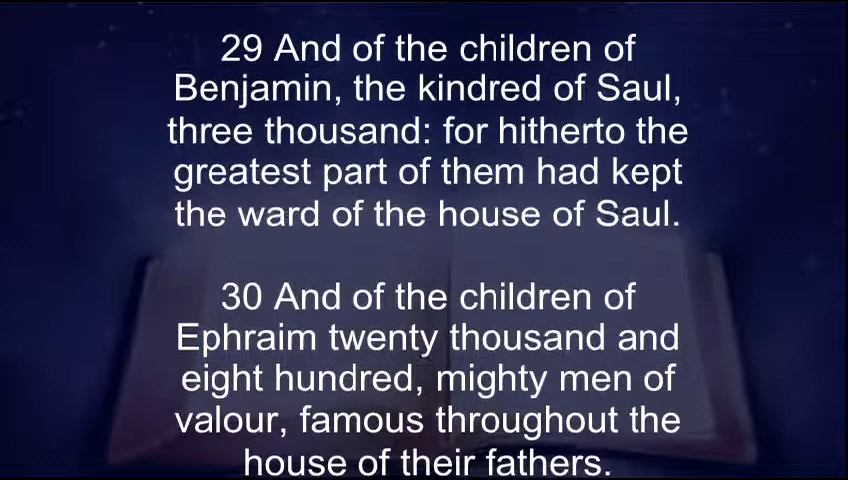 29 And of the children of
Benjamin, the kindred of Saul,
three thousand: for hitherto the
greatest part of them had kept
the ward of the house of Saul.
30 And of the children of
Ephraim twenty thousand and
eight hundred, mighty men of
valour, famous throughout the
house of their fathers.